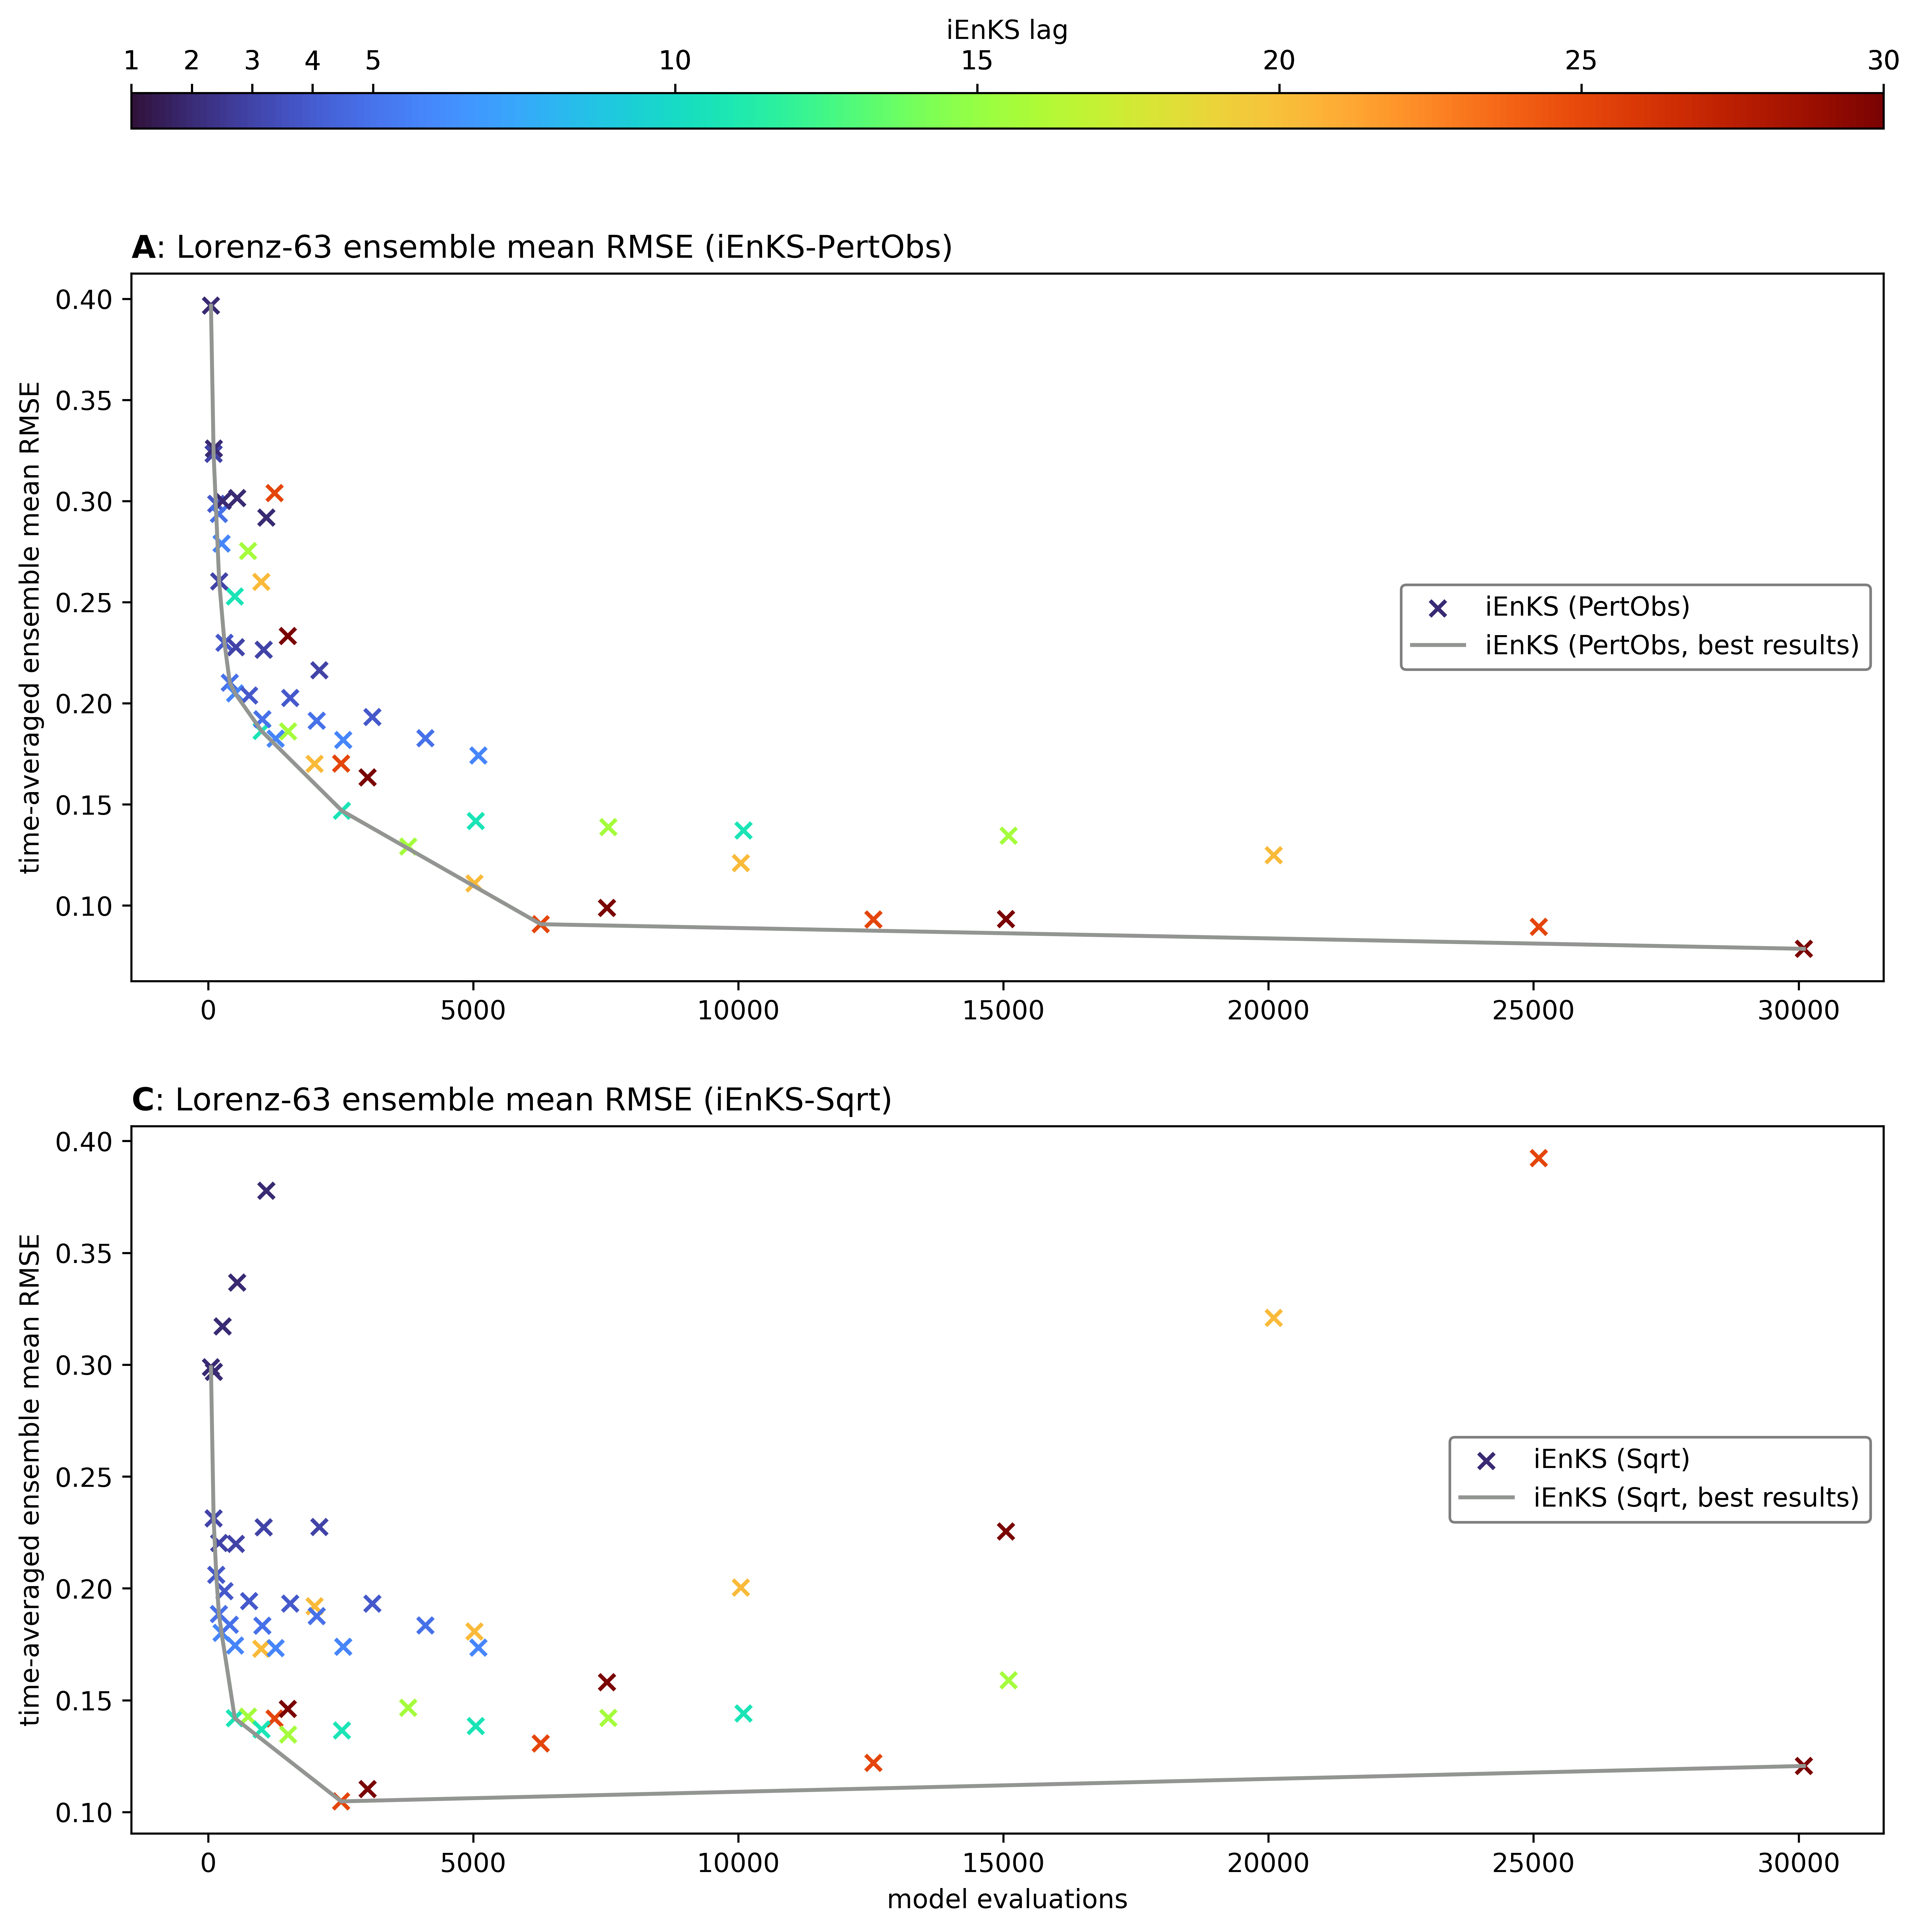 iEnKS lag
1 2 3 4 5 10 15 20 25 30
A: Lorenz-63 ensemble mean RMSE (iEnKS-PertObs)
time-averaged ensemble mean RMSE
0.40
0.35
0.30
0.25
0.20
0.15
0.10
iEnKS (PertObs)
iEnKS (PertObs, best results)
0 5000 10000 15000 20000 25000 30000
C: Lorenz-63 ensemble mean RMSE (iEnKS-Sqrt)
time-averaged ensemble mean RMSE
0.40
0.35
0.30
0.25
0.20
0.15
0.10
iEnKS (Sqrt)
iEnKS (Sqrt, best results)
0 5000 10000 15000 20000 25000 30000
model evaluations